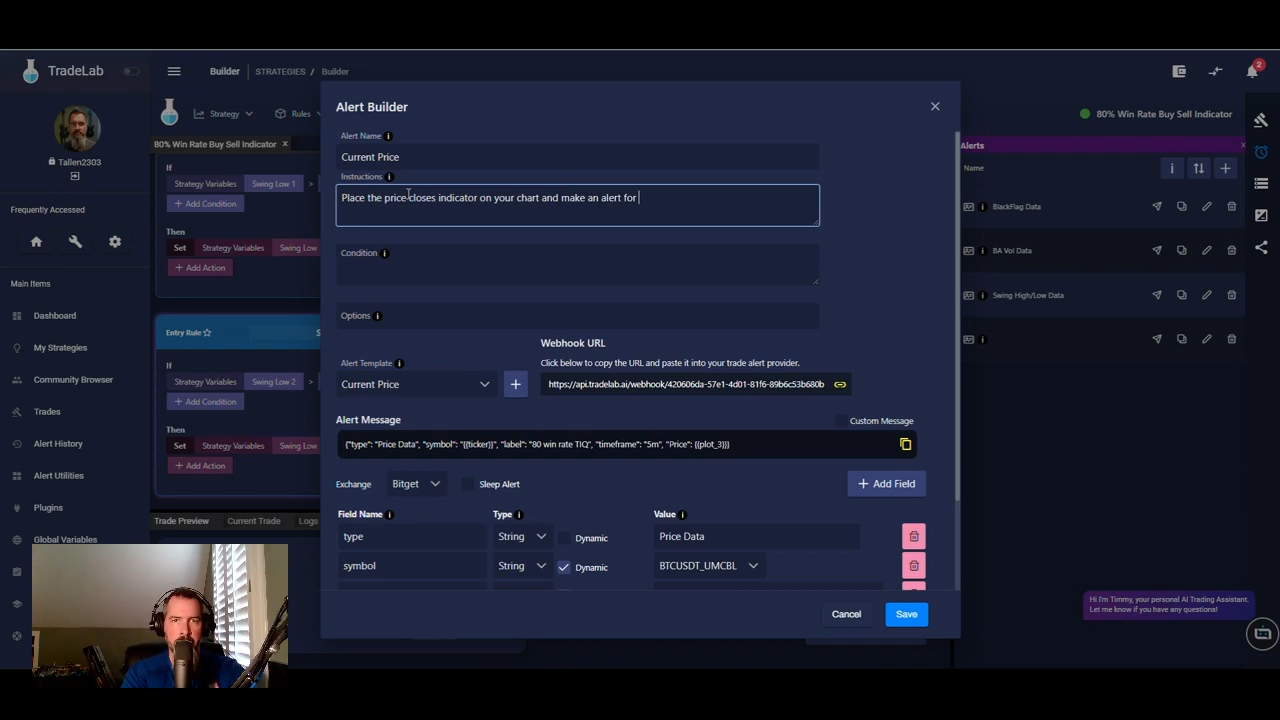 TradeLab
Builder
STRATEGIES / Builder
2
Tallen2303
Frequently Accessed
Main Items
Dashboard
My Strategies
Community Browser
Trades
Alert History
Alert Utilities
Plugins
Global Variables
Strategy
Rules
80% Win Rate Buy Sell Indicator
80% Win Rate Buy Sell Indicator
If
Strategy Variables
Swing Low 1
>
+ Add Condition
Then
Set
Strategy Variables
Swing Low
+ Add Action
Entry Rule
S
If
Strategy Variables
Swing Low 2
>
+ Add Condition
Then
Set
Strategy Variables
Swing Low
+ Add Action
Trade Preview
Current Trade
Logs
Alert Builder
Alert Name
Current Price
Instructions
Place the price closes indicator on your chart and make an alert for
Condition
Options
Webhook URL
Click below to copy the URL and paste it into your trade alert provider.
Alert Template
Current Price
https://api.tradelab.ai/webhook/420606da-57e1-4d01-81f6-89b6c53b680b
Alert Message
Custom Message
{"type": "Price Data", "symbol": "{{ticker}}", "label": "80 win rate TIQ", "timeframe": "5m", "Price": {{plot_3}}}
Exchange
Bitget
Sleep Alert
+ Add Field
Field Name
Type
Value
type
String
Dynamic
Price Data
symbol
String
Dynamic
BTCUSDT_UMCBL
Cancel
Save
Alerts
Name
BlackFlag Data
BA Vol Data
Swing High/Low Data
Hi I'm Timmy, your personal AI Trading Assistant.
Let me know if you have any questions!